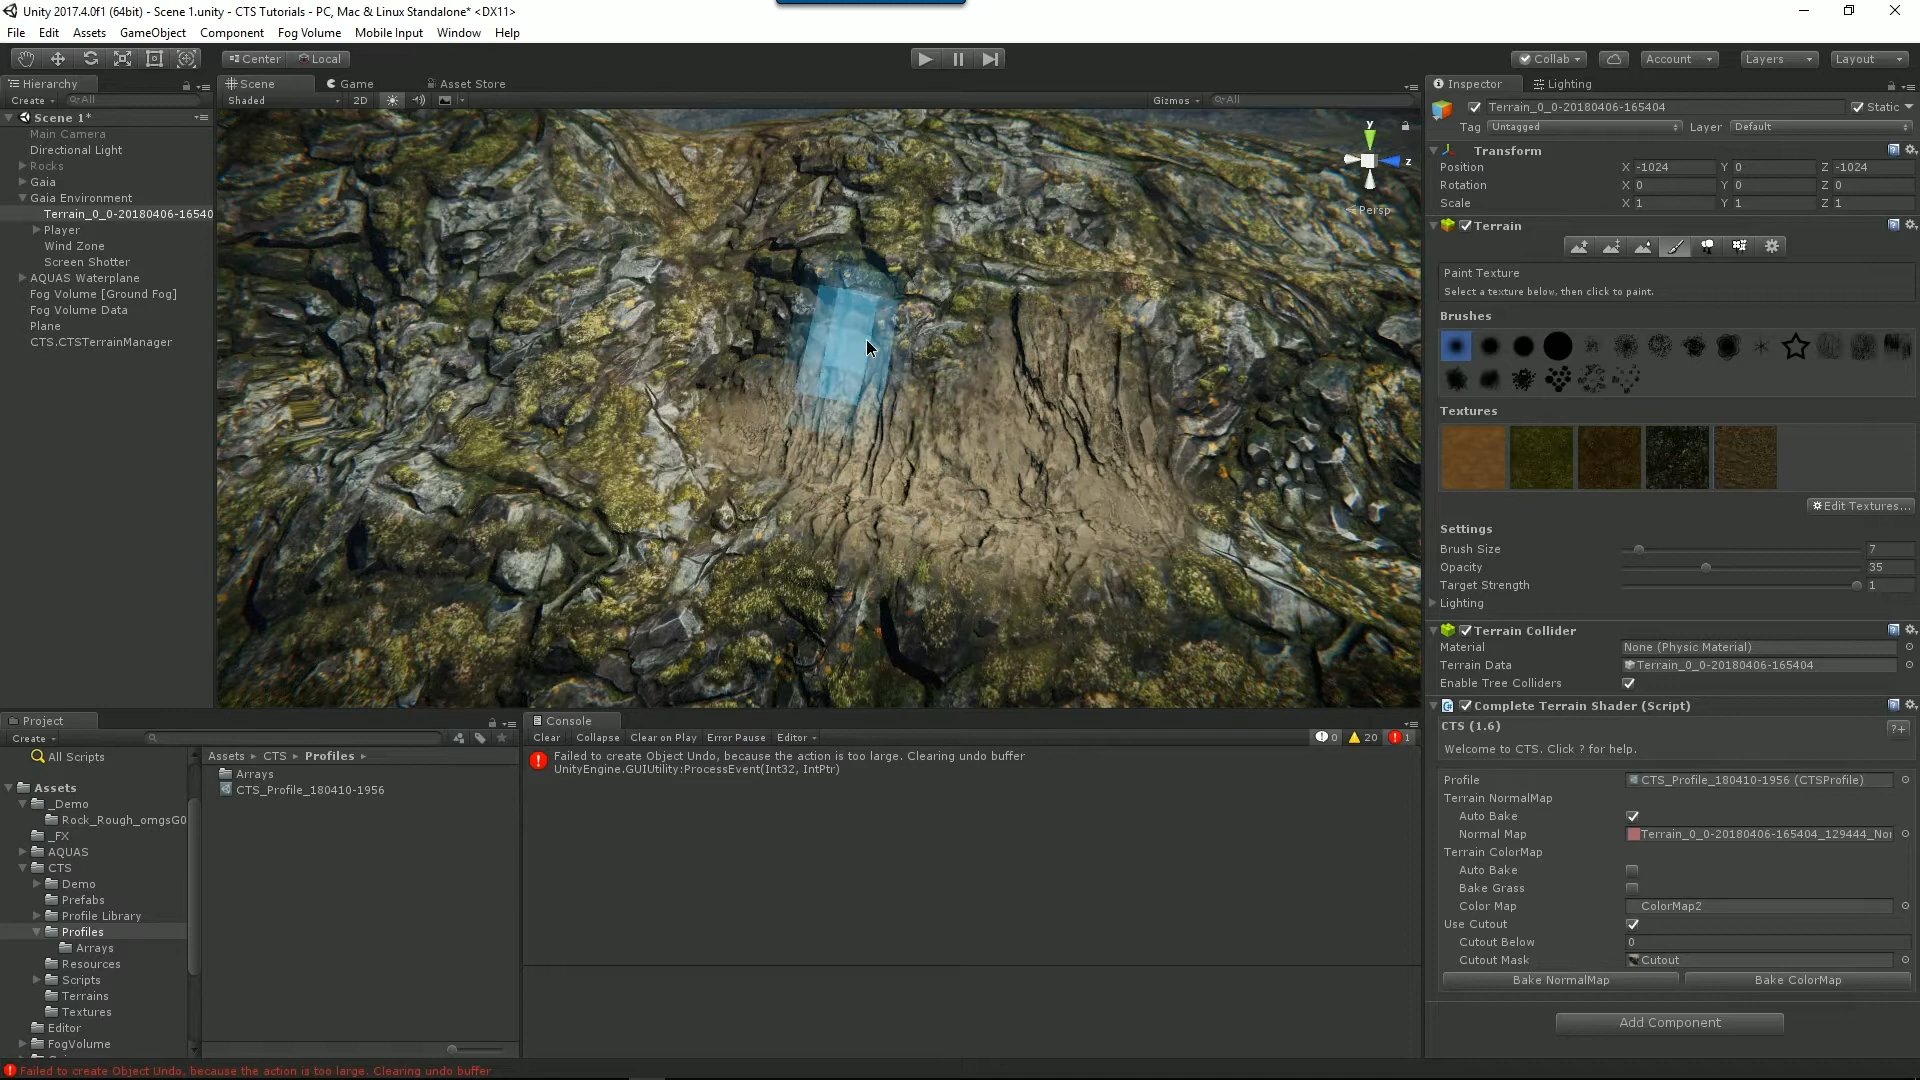 Unity 2017.4.0f1 (64bit) - Scene 1.unity - CTS Tutorials - PC, Mac & Linux Standalone* <DX11>
File Edit Assets GameObject Component Fog Volume Mobile Input Window Help
Center Local Collab Account Layers Layout
Hierarchy
Create All
Scene 1*
Main Camera
Directional Light
Rocks
Gaia
Gaia Environment
Terrain_0_0-20180406-16540
Player
Wind Zone
Screen Shotter
AQUAS Waterplane
Fog Volume [Ground Fog]
Fog Volume Data
Plane
CTS.CTSTerrainManager
Scene Game Asset Store
Shaded 2D Gizmos All
y
z
Persp
Inspector Lighting
Terrain_0_0-20180406-165404 Static
Tag Untagged Layer Default
Transform
Position X -1024 Y 0 Z -1024
Rotation X 0 Y 0 Z 0
Scale X 1 Y 1 Z 1
Terrain
Paint Texture
Select a texture below, then click to paint.
Brushes
Textures
Edit Textures...
Settings
Brush Size 7
Opacity 35
Target Strength 1
Lighting
Terrain Collider
Material None (Physic Material)
Terrain Data Terrain_0_0-20180406-165404
Enable Tree Colliders
Complete Terrain Shader (Script)
CTS (1.6) ?+
Welcome to CTS. Click ? for help.
Profile CTS_Profile_180410-1956 (CTSProfile)
Terrain NormalMap
Auto Bake
Normal Map Terrain_0_0-20180406-165404_129444_Nor
Terrain ColorMap
Auto Bake
Bake Grass
Color Map ColorMap2
Use Cutout
Cutout Below 0
Cutout Mask Cutout
Bake NormalMap Bake ColorMap
Add Component
Project
Create
All Scripts
Assets
_Demo
Rock_Rough_omgsG0
_FX
AQUAS
CTS
Demo
Prefabs
Profile Library
Profiles
Arrays
Resources
Scripts
Terrains
Textures
Editor
FogVolume
Assets CTS Profiles
Arrays
CTS_Profile_180410-1956
Console
Clear Collapse Clear on Play Error Pause Editor 0 20 1
Failed to create Object Undo, because the action is too large. Clearing undo buffer
UnityEngine.GUIUtility:ProcessEvent(Int32, IntPtr)
Failed to create Object Undo, because the action is too large. Clearing undo buffer